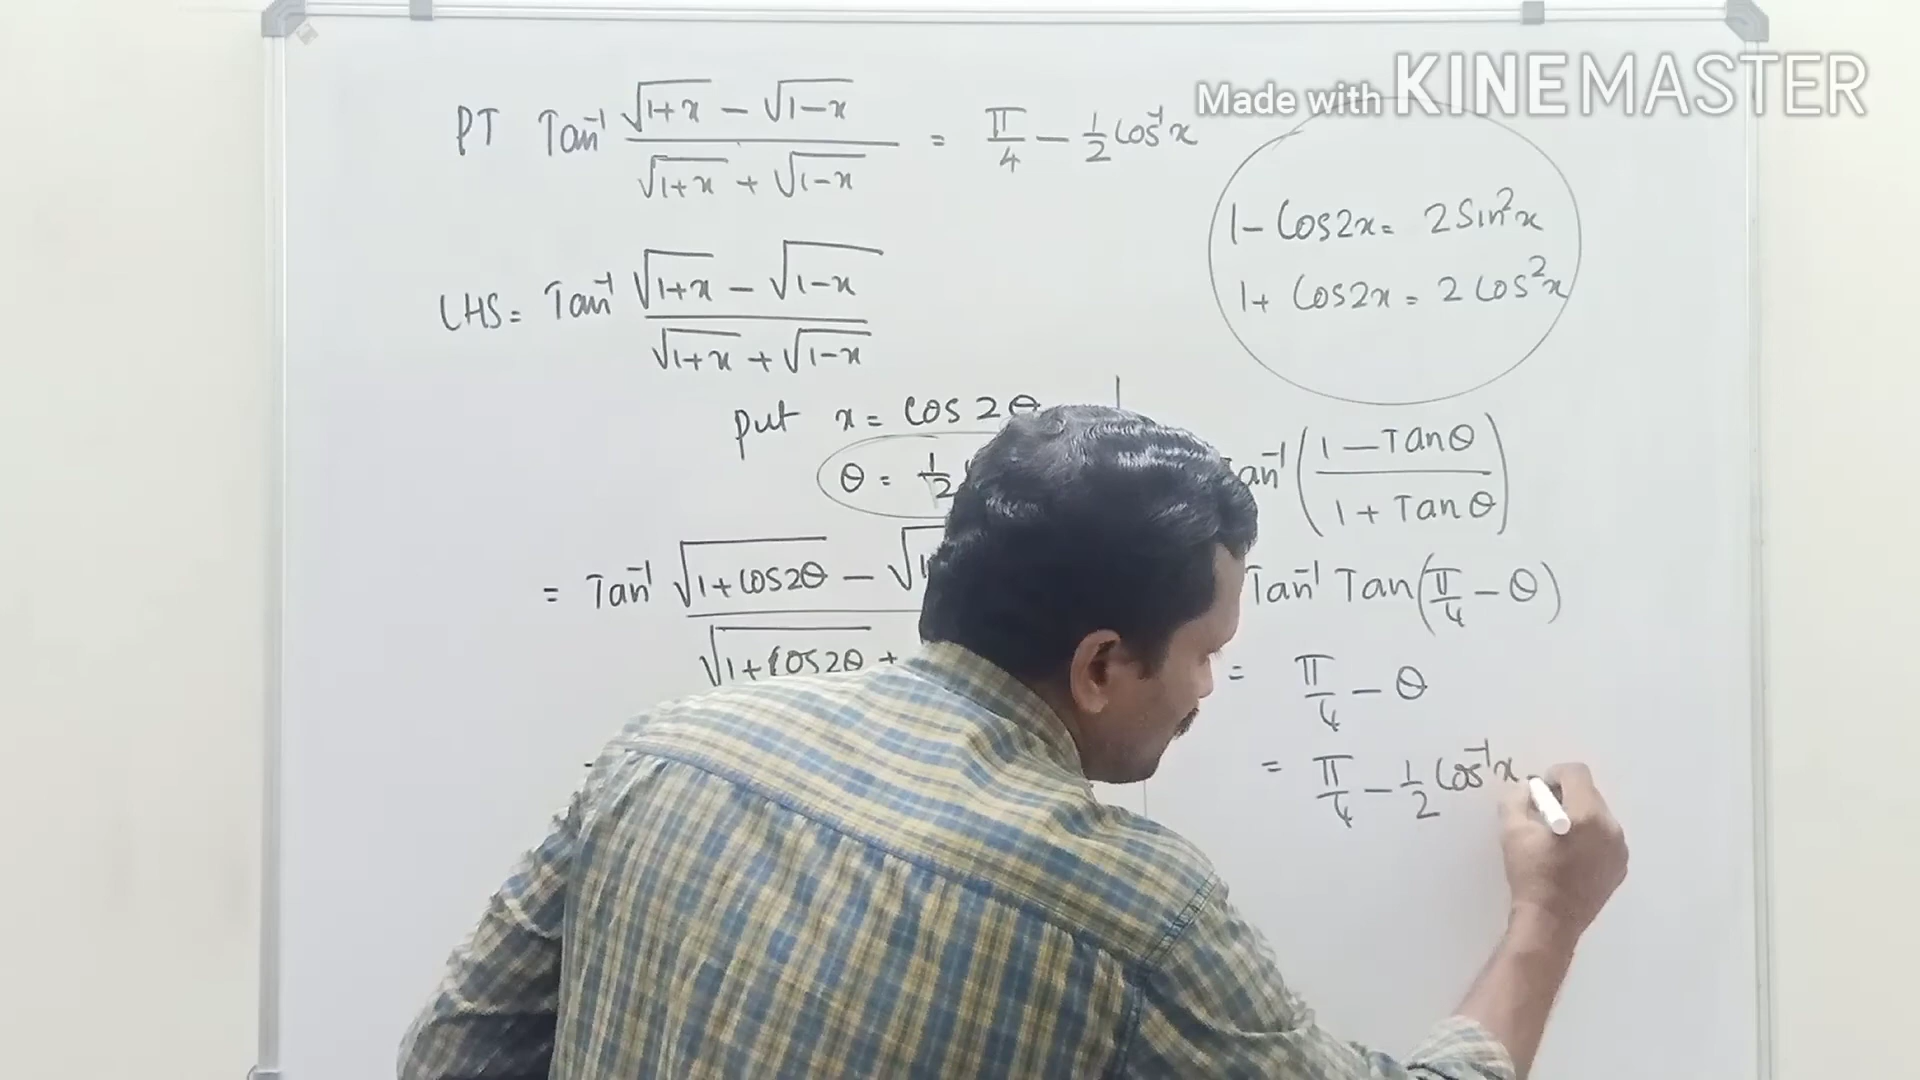 Made with KINEMASTER
PT Tan⁻¹ (√(1+x) − √(1−x)) / (√(1+x) + √(1−x)) = π/4 − 1/2 Cos⁻¹x
1 − Cos2x = 2Sin²x
1 + Cos2x = 2Cos²x
LHS = Tan⁻¹ (√(1+x) − √(1−x)) / (√(1+x) + √(1−x))
put x = cos 2θ
θ = 1/2
= Tan⁻¹ √(1+cos2θ) − √1
√(1+cos2θ) +
an⁻¹ ((1 − Tanθ) / (1 + Tanθ))
Tan⁻¹ Tan(π/4 − θ)
= π/4 − θ
= π/4 − 1/2 Cos⁻¹x